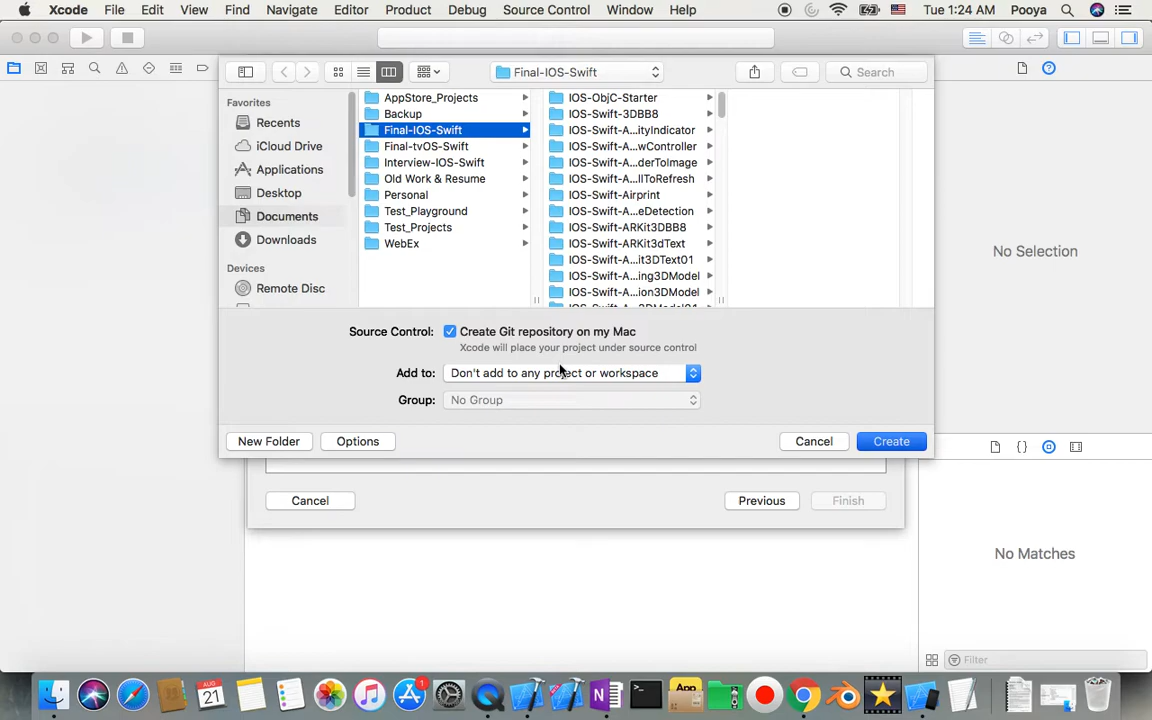 Xcode File Edit View Find Navigate Editor Product Debug Source Control Window Help Tue 1:24 AM Pooya
Final-IOS-Swift Search
Favorites
Recents
iCloud Drive
Applications
Desktop
Documents
Downloads
Devices
Remote Disc
AppStore_Projects
Backup
Final-IOS-Swift
Final-tvOS-Swift
Interview-IOS-Swift
Old Work & Resume
Personal
Test_Playground
Test_Projects
WebEx
IOS-ObjC-Starter
IOS-Swift-3DBB8
IOS-Swift-A...ityIndicator
IOS-Swift-A...wController
IOS-Swift-A...derToImage
IOS-Swift-A...llToRefresh
IOS-Swift-Airprint
IOS-Swift-A...eDetection
IOS-Swift-ARKit3DBB8
IOS-Swift-ARKit3dText
IOS-Swift-A...it3DText01
IOS-Swift-A...ing3DModel
IOS-Swift-A...ion3DModel
No Selection
Source Control: Create Git repository on my Mac
Xcode will place your project under source control
Add to: Don't add to any project or workspace
Group: No Group
New Folder Options Cancel Create
Cancel Previous Finish
No Matches
Filter
AUG
21
1
App